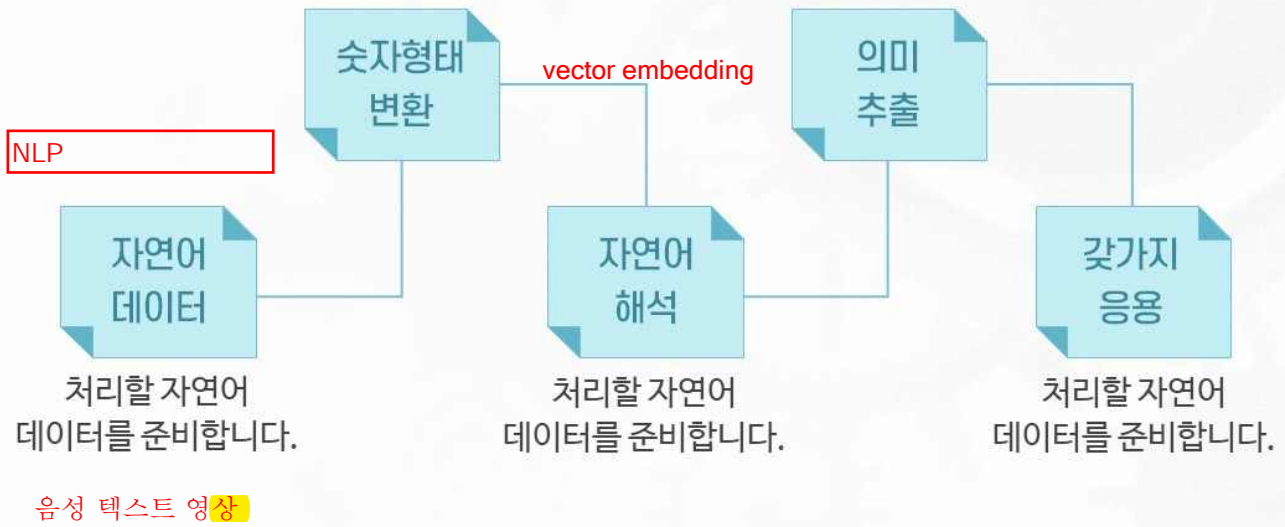 숫자형태
변환
vector embedding
의미
추출
NLP
자연어
데이터
자연어
해석
갖가지
응용
처리할 자연어
데이터를 준비합니다.
처리할 자연어
데이터를 준비합니다.
처리할 자연어
데이터를 준비합니다.
음성 텍스트 영상